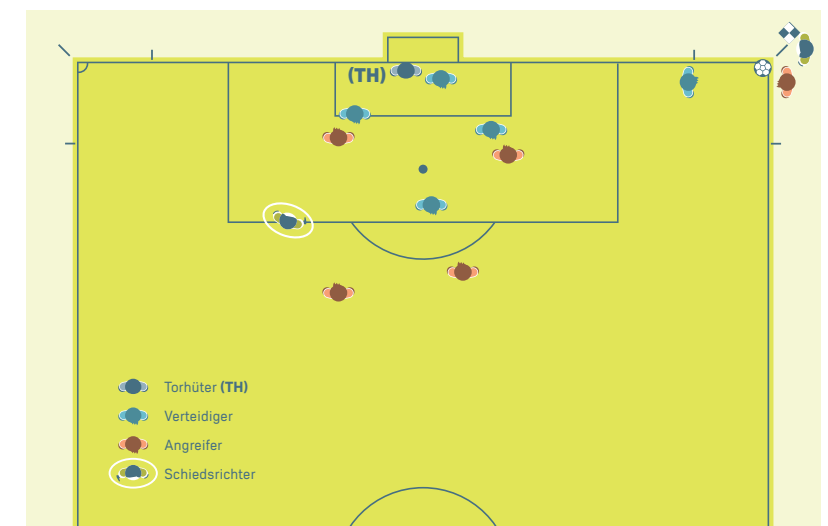 (TH)
Torhüter (TH)
Verteidiger
Angreifer
Schiedsrichter